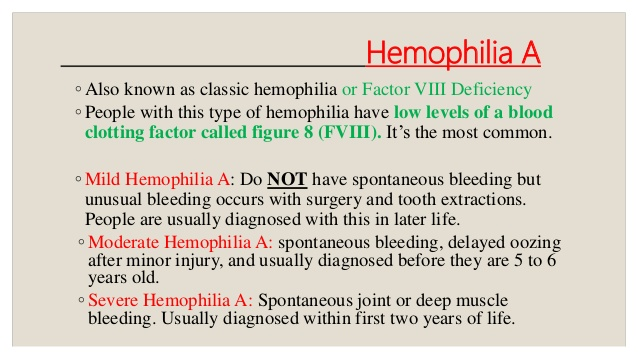 Hemophilia A
◦ Also known as classic hemophilia or Factor VIII Deficiency
◦ People with this type of hemophilia have low levels of a blood
clotting factor called figure 8 (FVIII). It’s the most common.
◦ Mild Hemophilia A: Do NOT have spontaneous bleeding but
unusual bleeding occurs with surgery and tooth extractions.
People are usually diagnosed with this in later life.
◦ Moderate Hemophilia A: spontaneous bleeding, delayed oozing
after minor injury, and usually diagnosed before they are 5 to 6
years old.
◦ Severe Hemophilia A: Spontaneous joint or deep muscle
bleeding. Usually diagnosed within first two years of life.